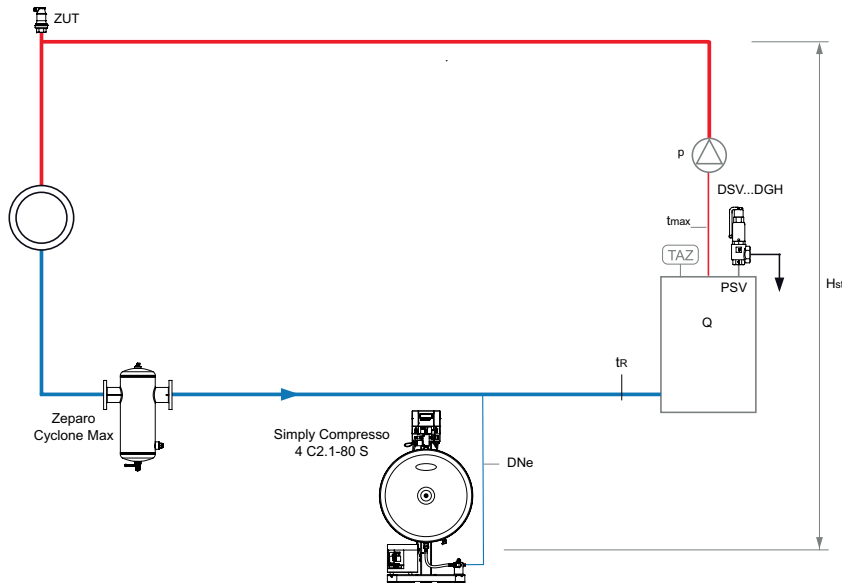 ZUT
p
DSV...DGH
tmax
TAZ
PSV
Hst
Q
tR
Zeparo
Cyclone Max
Simply Compresso
4 C2.1-80 S
DNe